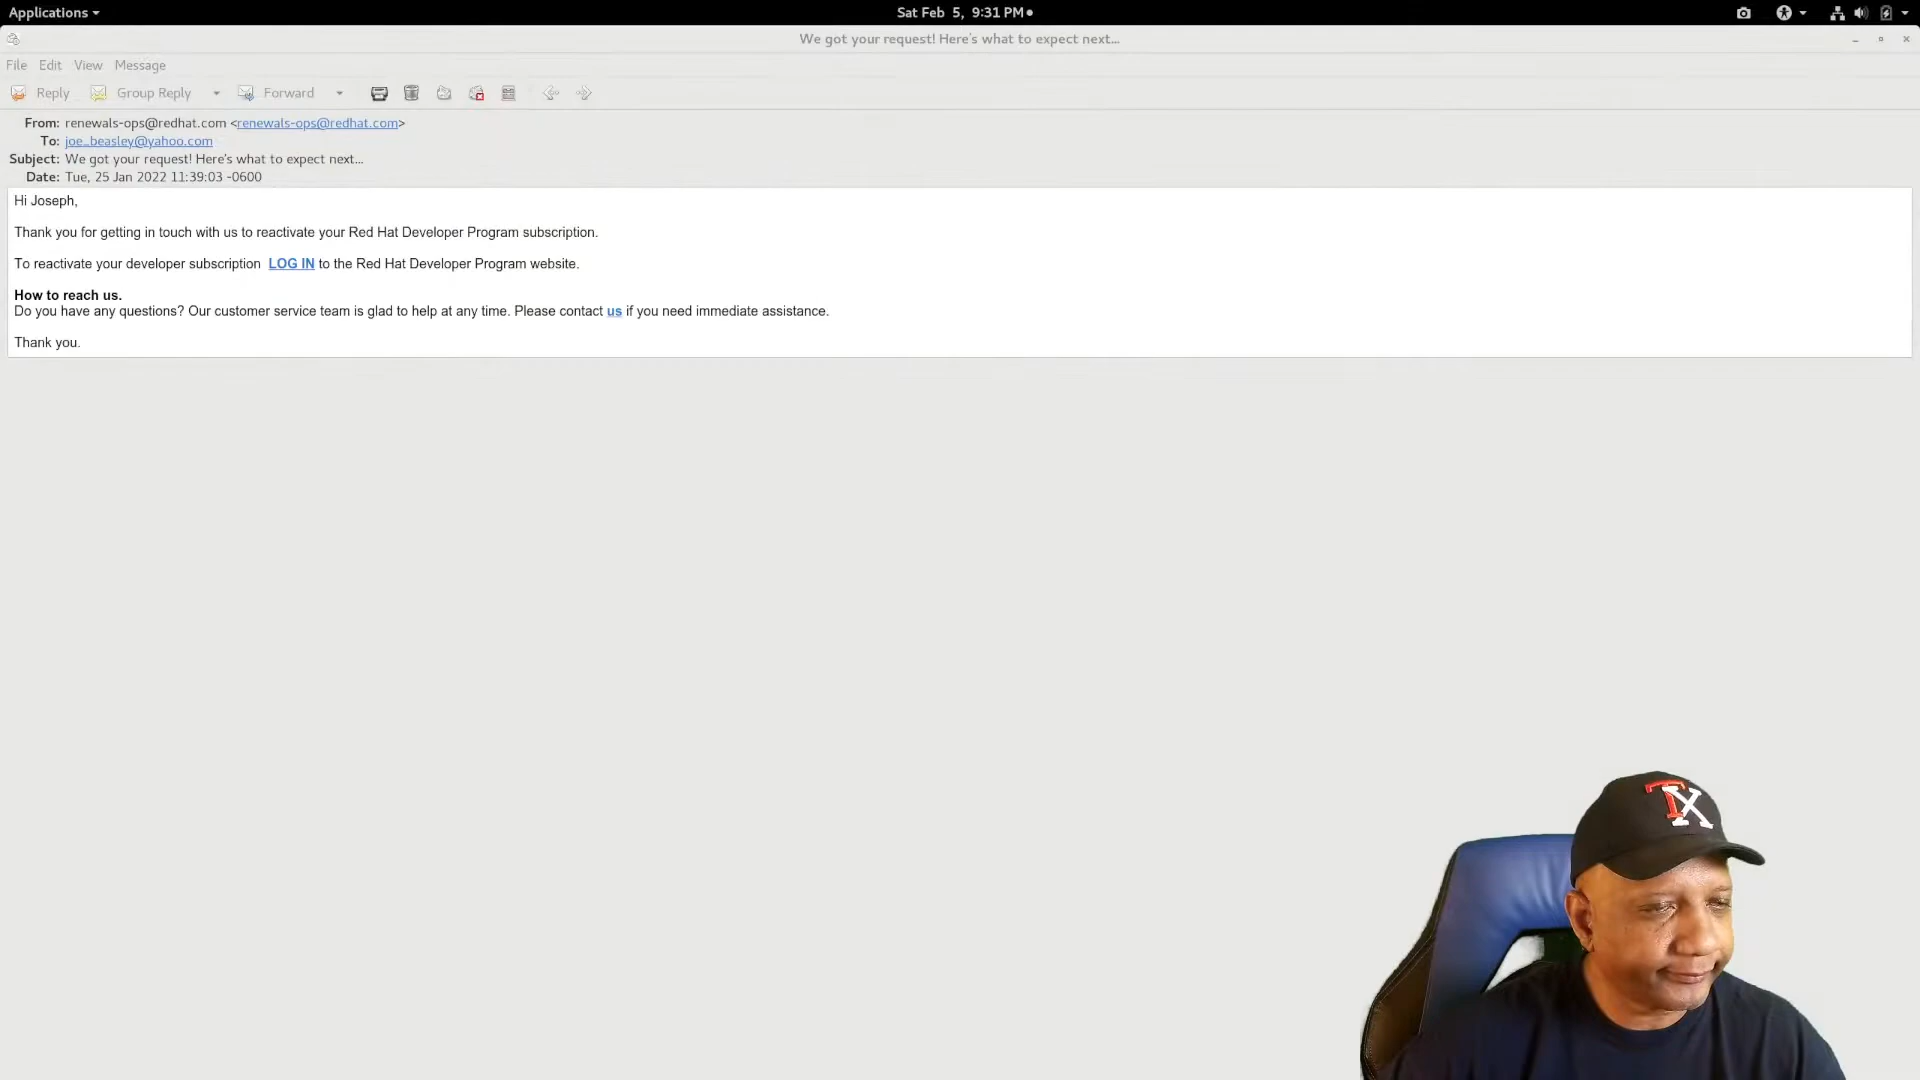 Applications
Sat Feb 5, 9:31 PM
We got your request! Here's what to expect next...
File Edit View Message
Reply Group Reply Forward
From: renewals-ops@redhat.com <renewals-ops@redhat.com>
To: joe_beasley@yahoo.com
Subject: We got your request! Here's what to expect next...
Date: Tue, 25 Jan 2022 11:39:03 -0600
Hi Joseph,
Thank you for getting in touch with us to reactivate your Red Hat Developer Program subscription.
To reactivate your developer subscription LOG IN to the Red Hat Developer Program website.
How to reach us.
Do you have any questions? Our customer service team is glad to help at any time. Please contact us if you need immediate assistance.
Thank you.
TX